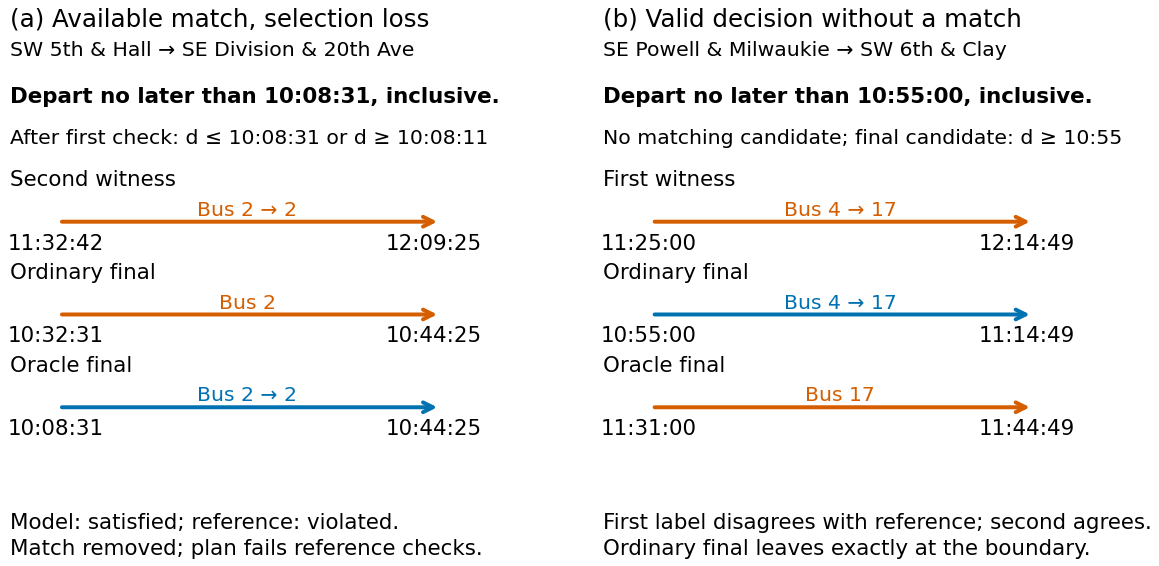 (a) Available match, selection loss
SW 5th & Hall → SE Division & 20th Ave
Depart no later than 10:08:31, inclusive.
After first check: d ≤ 10:08:31 or d ≥ 10:08:11
Second witness
Bus 2 → 2
11:32:42 12:09:25
Ordinary final
Bus 2
10:32:31 10:44:25
Oracle final
Bus 2 → 2
10:08:31 10:44:25
Model: satisfied; reference: violated.
Match removed; plan fails reference checks.
(b) Valid decision without a match
SE Powell & Milwaukie → SW 6th & Clay
Depart no later than 10:55:00, inclusive.
No matching candidate; final candidate: d ≥ 10:55
First witness
Bus 4 → 17
11:25:00 12:14:49
Ordinary final
Bus 4 → 17
10:55:00 11:14:49
Oracle final
Bus 17
11:31:00 11:44:49
First label disagrees with reference; second agrees.
Ordinary final leaves exactly at the boundary.